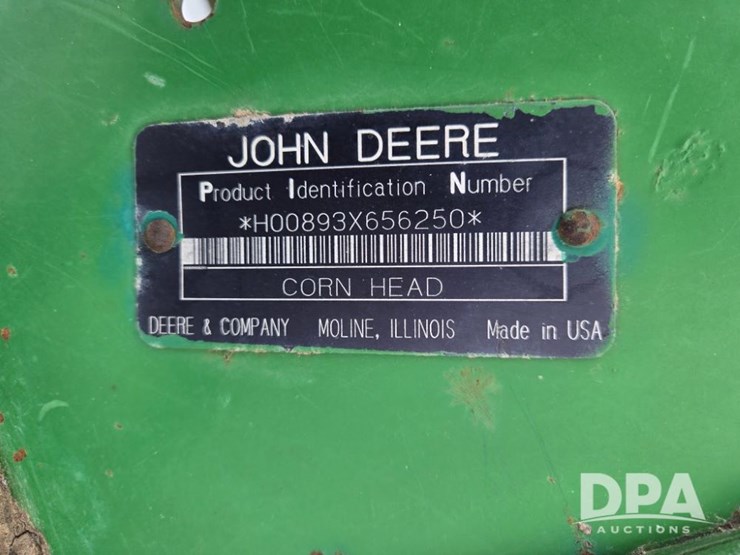 JOHN DEERE
Product Identification Number
*H00893X656250*
CORN HEAD
DEERE & COMPANY MOLINE, ILLINOIS Made in USA
DPA
AUCTIONS